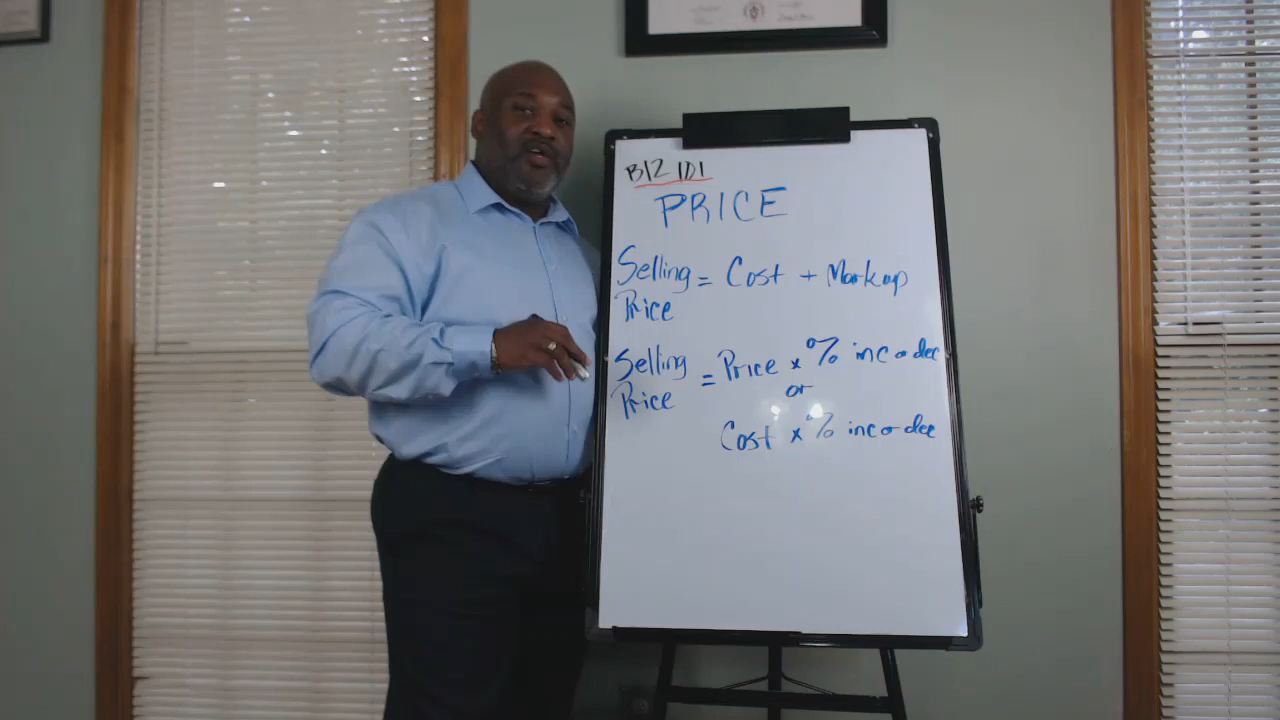 BIZ 101
PRICE
Selling Price = Cost + Markup
Selling Price = Price x % inc or dec
or
Cost x % inc or dec